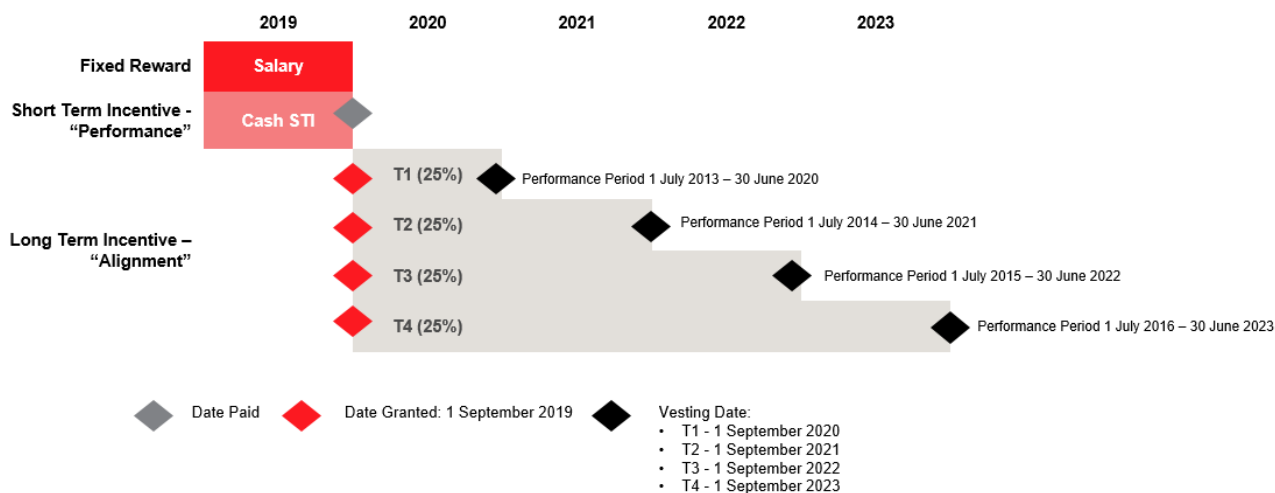 2019 2020 2021 2022 2023
Fixed Reward
Salary
Short Term Incentive -
“Performance”
Cash STI
Long Term Incentive –
“Alignment”
T1 (25%)
Performance Period 1 July 2013 – 30 June 2020
T2 (25%)
Performance Period 1 July 2014 – 30 June 2021
T3 (25%)
Performance Period 1 July 2015 – 30 June 2022
T4 (25%)
Performance Period 1 July 2016 – 30 June 2023
Date Paid
Date Granted: 1 September 2019
Vesting Date:
• T1 - 1 September 2020
• T2 - 1 September 2021
• T3 - 1 September 2022
• T4 - 1 September 2023